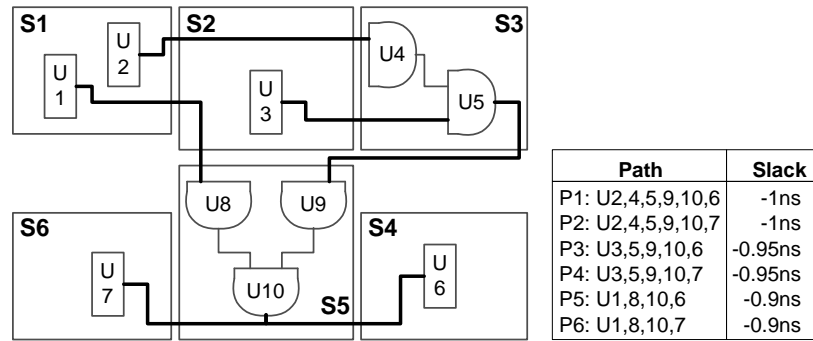 S1
S2
S3
U
2
U4
U
1
U
3
U5
U8
U9
S6
S4
U
7
U10
U
6
S5
Path Slack
P1: U2,4,5,9,10,6 -1ns
P2: U2,4,5,9,10,7 -1ns
P3: U3,5,9,10,6 -0.95ns
P4: U3,5,9,10,7 -0.95ns
P5: U1,8,10,6 -0.9ns
P6: U1,8,10,7 -0.9ns